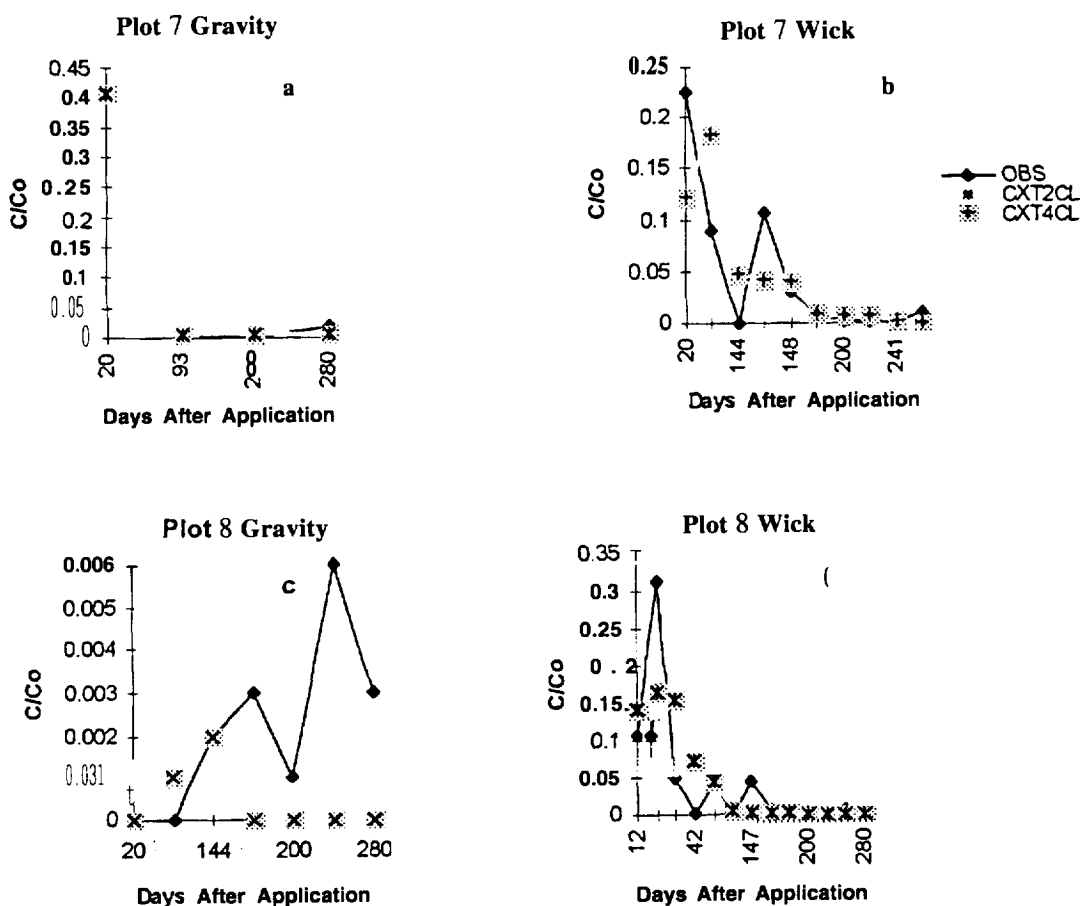 Plot 7 Gravity
C/Co
0.45
0.4
0.35
0.3
0.25
0.2
0.15
0.1
0.05
0
a
20
93
200
280
Days After Application
Plot 7 Wick
C/Co
0.25
0.2
0.15
0.1
0.05
0
b
20
144
148
200
241
Days After Application
OBS
CXT2CL
CXT4CL
Plot 8 Gravity
C/Co
0.006
0.005
0.004
0.003
0.002
0.031
0
c
20
144
200
280
Days After Application
Plot 8 Wick
C/Co
0.35
0.3
0.2
0.15
0.1
0.05
0
(
12
42
147
200
280
Days After Application